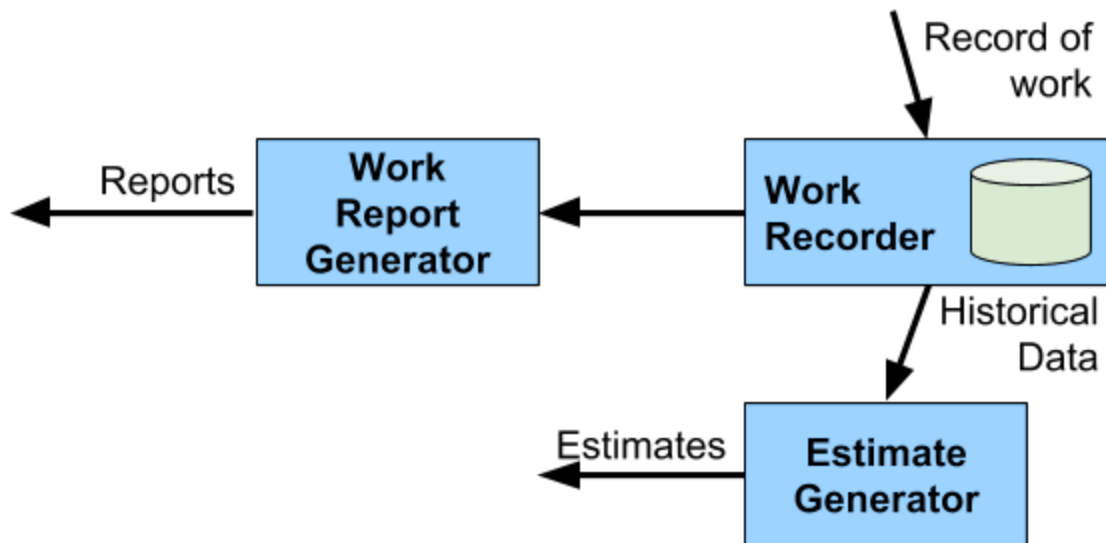 Record of
work
Reports
Work
Report
Generator
Work
Recorder
Historical
Data
Estimates
Estimate
Generator